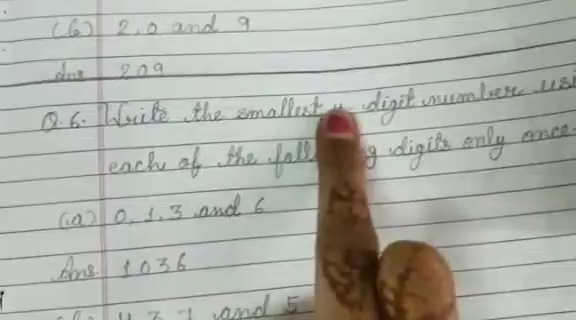 (b) 2,0 and 9
Ans 209
Q.6. Write the smallest digit number
each of the digits only once
(a) 0, 1, 3 and 6
Ans 1036
and 5